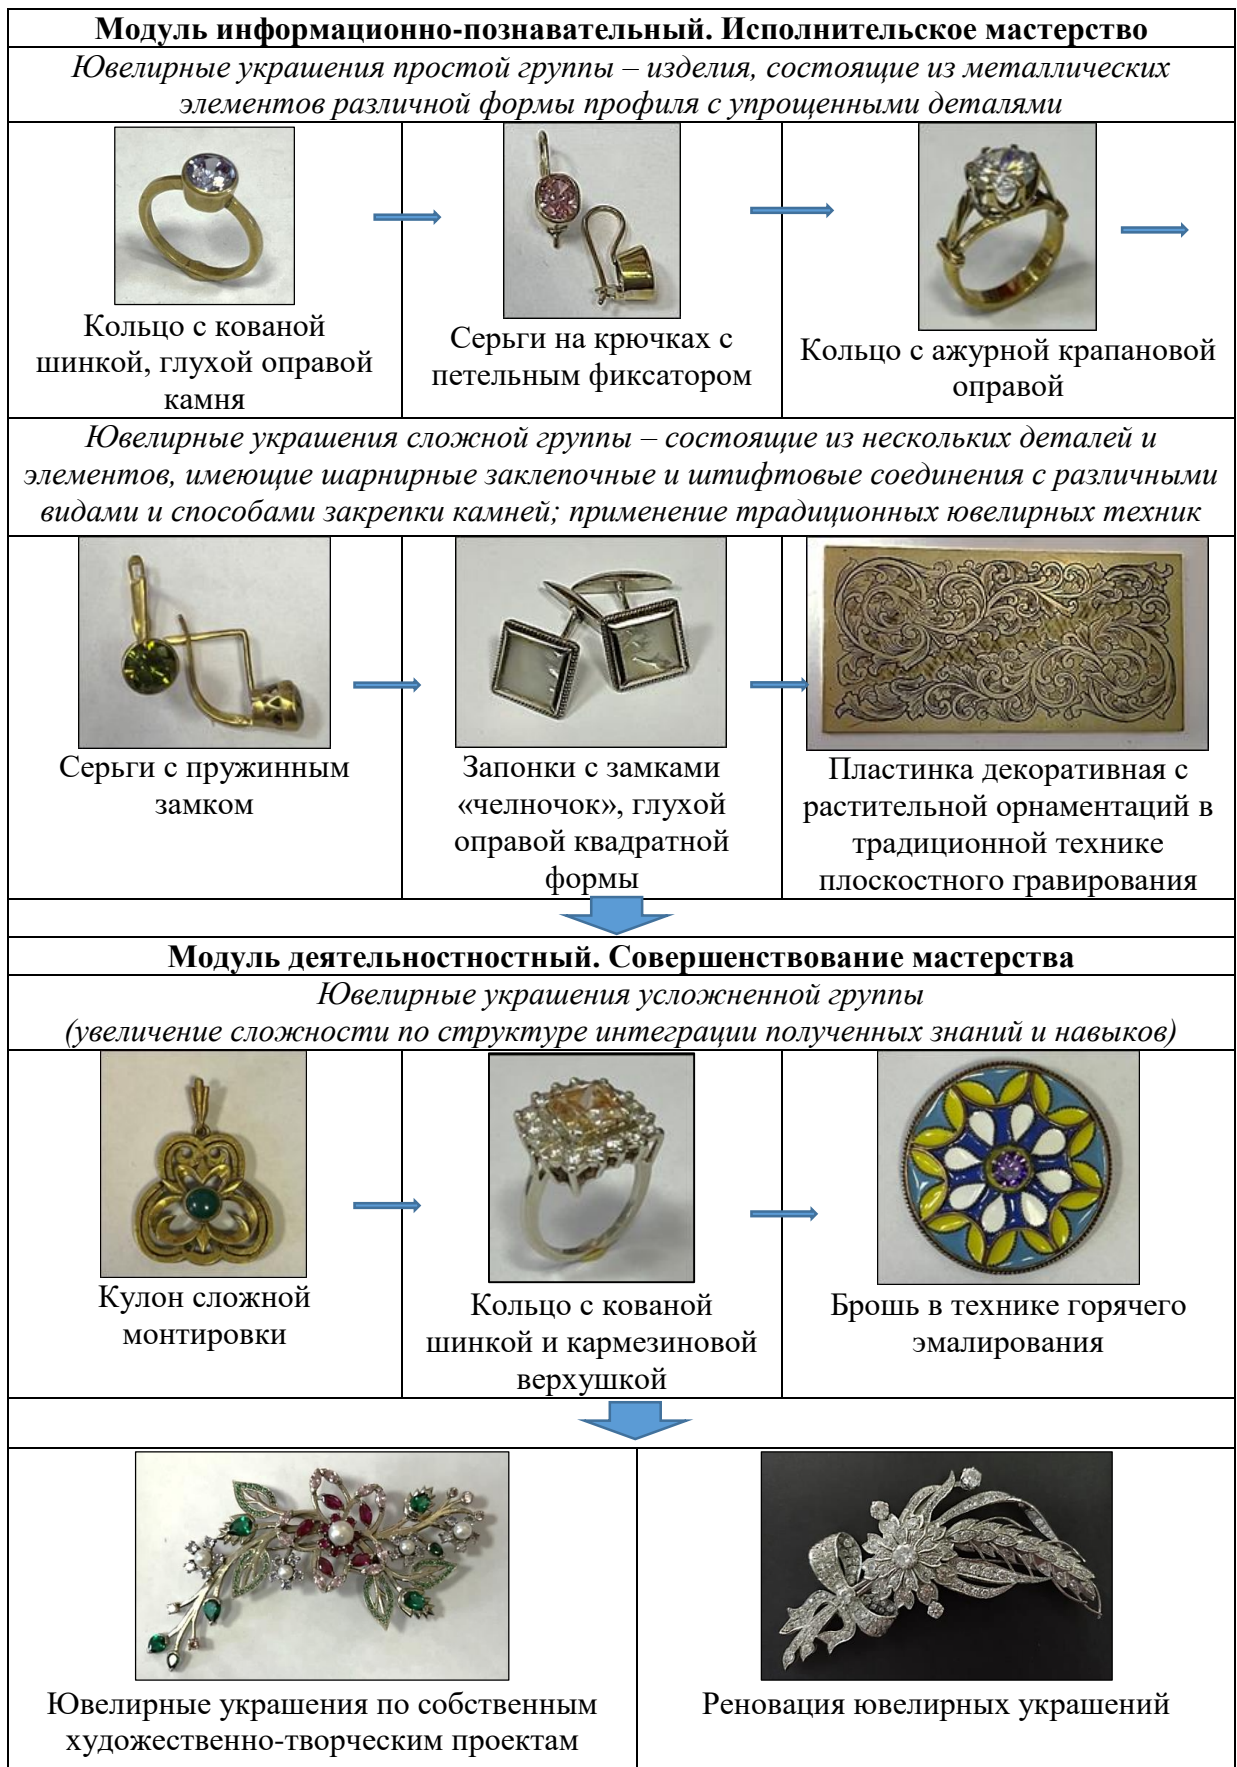 Модуль информационно-познавательный. Исполнительское мастерство
Ювелирные украшения простой группы – изделия, состоящие из металлических
элементов различной формы профиля с упрощенными деталями
Кольцо с кованой
шинкой, глухой оправой
камня
Серьги на крючках с
петельным фиксатором
Кольцо с ажурной крапановой
оправой
Ювелирные украшения сложной группы – состоящие из нескольких деталей и
элементов, имеющие шарнирные заклепочные и штифтовые соединения с различными
видами и способами закрепки камней; применение традиционных ювелирных техник
Серьги с пружинным
замком
Запонки с замками
«челночок», глухой
оправой квадратной
формы
Пластинка декоративная с
растительной орнаментаций в
традиционной технике
плоскостного гравирования
Модуль деятельностностный. Совершенствование мастерства
Ювелирные украшения усложненной группы
(увеличение сложности по структуре интеграции полученных знаний и навыков)
Кулон сложной
монтировки
Кольцо с кованой
шинкой и кармезиновой
верхушкой
Брошь в технике горячего
эмалирования
Ювелирные украшения по собственным
художественно-творческим проектам
Реновация ювелирных украшений